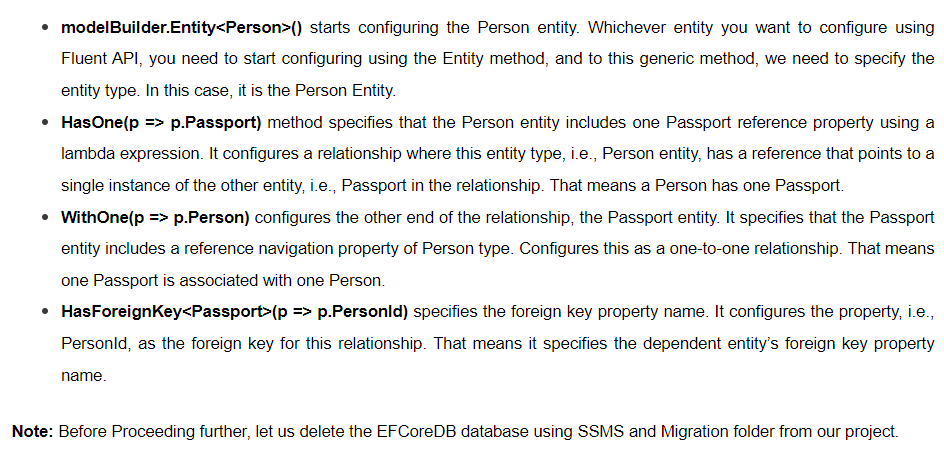 • modelBuilder.Entity<Person>() starts configuring the Person entity. Whichever entity you want to configure using
Fluent API, you need to start configuring using the Entity method, and to this generic method, we need to specify the
entity type. In this case, it is the Person Entity.
• HasOne(p => p.Passport) method specifies that the Person entity includes one Passport reference property using a
lambda expression. It configures a relationship where this entity type, i.e., Person entity, has a reference that points to a
single instance of the other entity, i.e., Passport in the relationship. That means a Person has one Passport.
• WithOne(p => p.Person) configures the other end of the relationship, the Passport entity. It specifies that the Passport
entity includes a reference navigation property of Person type. Configures this as a one-to-one relationship. That means
one Passport is associated with one Person.
• HasForeignKey<Passport>(p => p.PersonId) specifies the foreign key property name. It configures the property, i.e.,
PersonId, as the foreign key for this relationship. That means it specifies the dependent entity’s foreign key property
name.
Note: Before Proceeding further, let us delete the EFCoreDB database using SSMS and Migration folder from our project.